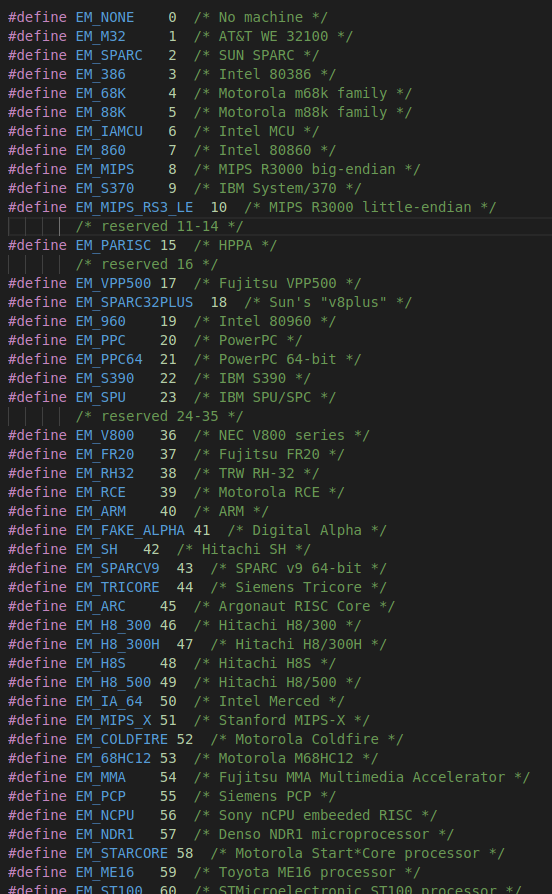 #define EM_NONE    0  /* No machine */
#define EM_M32     1  /* AT&T WE 32100 */
#define EM_SPARC   2  /* SUN SPARC */
#define EM_386     3  /* Intel 80386 */
#define EM_68K     4  /* Motorola m68k family */
#define EM_88K     5  /* Motorola m88k family */
#define EM_IAMCU   6  /* Intel MCU */
#define EM_860     7  /* Intel 80860 */
#define EM_MIPS    8  /* MIPS R3000 big-endian */
#define EM_S370    9  /* IBM System/370 */
#define EM_MIPS_RS3_LE  10  /* MIPS R3000 little-endian */
        /* reserved 11-14 */
#define EM_PARISC 15  /* HPPA */
        /* reserved 16 */
#define EM_VPP500 17  /* Fujitsu VPP500 */
#define EM_SPARC32PLUS  18  /* Sun's "v8plus" */
#define EM_960    19  /* Intel 80960 */
#define EM_PPC    20  /* PowerPC */
#define EM_PPC64  21  /* PowerPC 64-bit */
#define EM_S390   22  /* IBM S390 */
#define EM_SPU    23  /* IBM SPU/SPC */
        /* reserved 24-35 */
#define EM_V800   36  /* NEC V800 series */
#define EM_FR20   37  /* Fujitsu FR20 */
#define EM_RH32   38  /* TRW RH-32 */
#define EM_RCE    39  /* Motorola RCE */
#define EM_ARM    40  /* ARM */
#define EM_FAKE_ALPHA 41  /* Digital Alpha */
#define EM_SH   42  /* Hitachi SH */
#define EM_SPARCV9  43  /* SPARC v9 64-bit */
#define EM_TRICORE  44  /* Siemens Tricore */
#define EM_ARC    45  /* Argonaut RISC Core */
#define EM_H8_300 46  /* Hitachi H8/300 */
#define EM_H8_300H  47  /* Hitachi H8/300H */
#define EM_H8S    48  /* Hitachi H8S */
#define EM_H8_500 49  /* Hitachi H8/500 */
#define EM_IA_64  50  /* Intel Merced */
#define EM_MIPS_X 51  /* Stanford MIPS-X */
#define EM_COLDFIRE 52  /* Motorola Coldfire */
#define EM_68HC12 53  /* Motorola M68HC12 */
#define EM_MMA    54  /* Fujitsu MMA Multimedia Accelerator */
#define EM_PCP    55  /* Siemens PCP */
#define EM_NCPU   56  /* Sony nCPU embeeded RISC */
#define EM_NDR1   57  /* Denso NDR1 microprocessor */
#define EM_STARCORE 58  /* Motorola Start*Core processor */
#define EM_ME16   59  /* Toyota ME16 processor */
#define EM_ST100  60  /* STMicroelectronic ST100 processor */